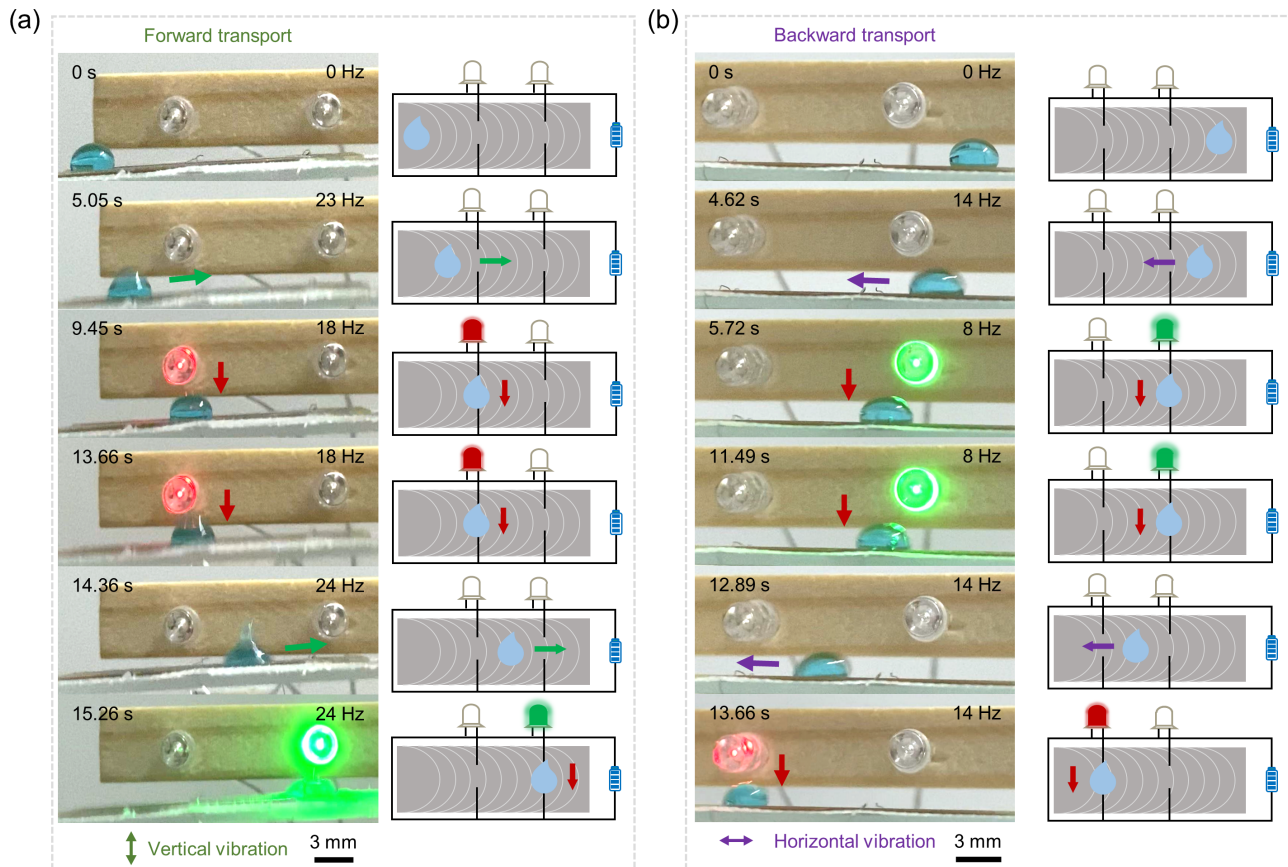 (a)
Forward transport
0 s
0 Hz
5.05 s
23 Hz
9.45 s
18 Hz
13.66 s
18 Hz
14.36 s
24 Hz
15.26 s
24 Hz
Vertical vibration
3 mm
(b)
Backward transport
0 s
0 Hz
4.62 s
14 Hz
5.72 s
8 Hz
11.49 s
8 Hz
12.89 s
14 Hz
13.66 s
14 Hz
Horizontal vibration
3 mm